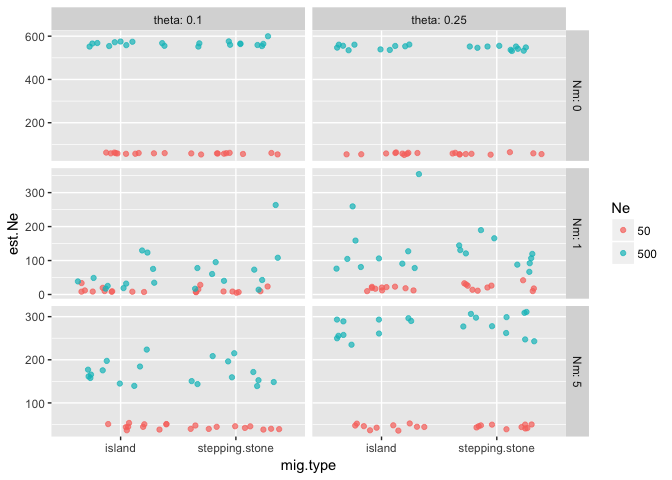 theta: 0.1
theta: 0.25
600
400
200
Nm: 0
300
200
100
0
Nm: 1
300
200
100
Nm: 5
island
stepping.stone
island
stepping.stone
mig.type
est.Ne
Ne
50
500